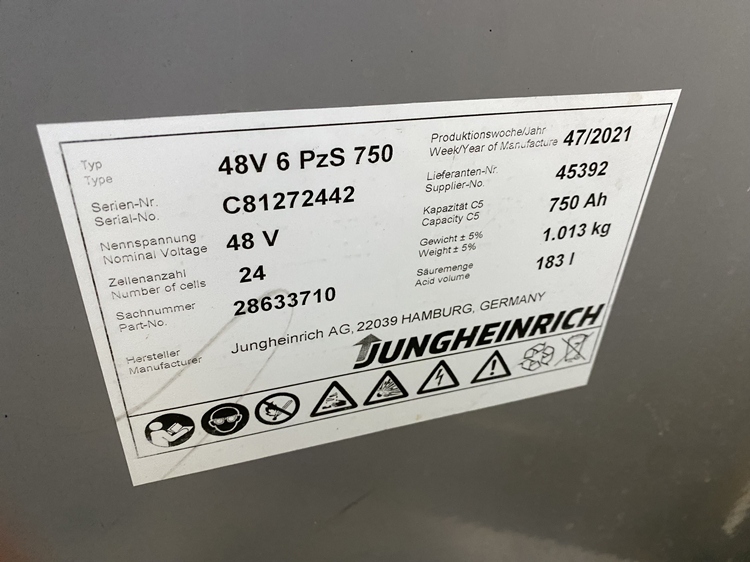 Typ
Type
48V 6 PzS 750
Produktionswoche/Jahr
Week/Year of Manufacture
47/2021
Serien-Nr.
Serial-No.
C81272442
Lieferanten-Nr.
Supplier-No.
45392
Nennspannung
Nominal Voltage
48 V
Kapazität C5
Capacity C5
750 Ah
Zellenanzahl
Number of cells
24
Gewicht ± 5%
Weight ± 5%
1.013 kg
Sachnummer
Part-No.
28633710
Säuremenge
Acid volume
183 l
Hersteller
Manufacturer
Jungheinrich AG, 22039 HAMBURG, GERMANY
JUNGHEINRICH